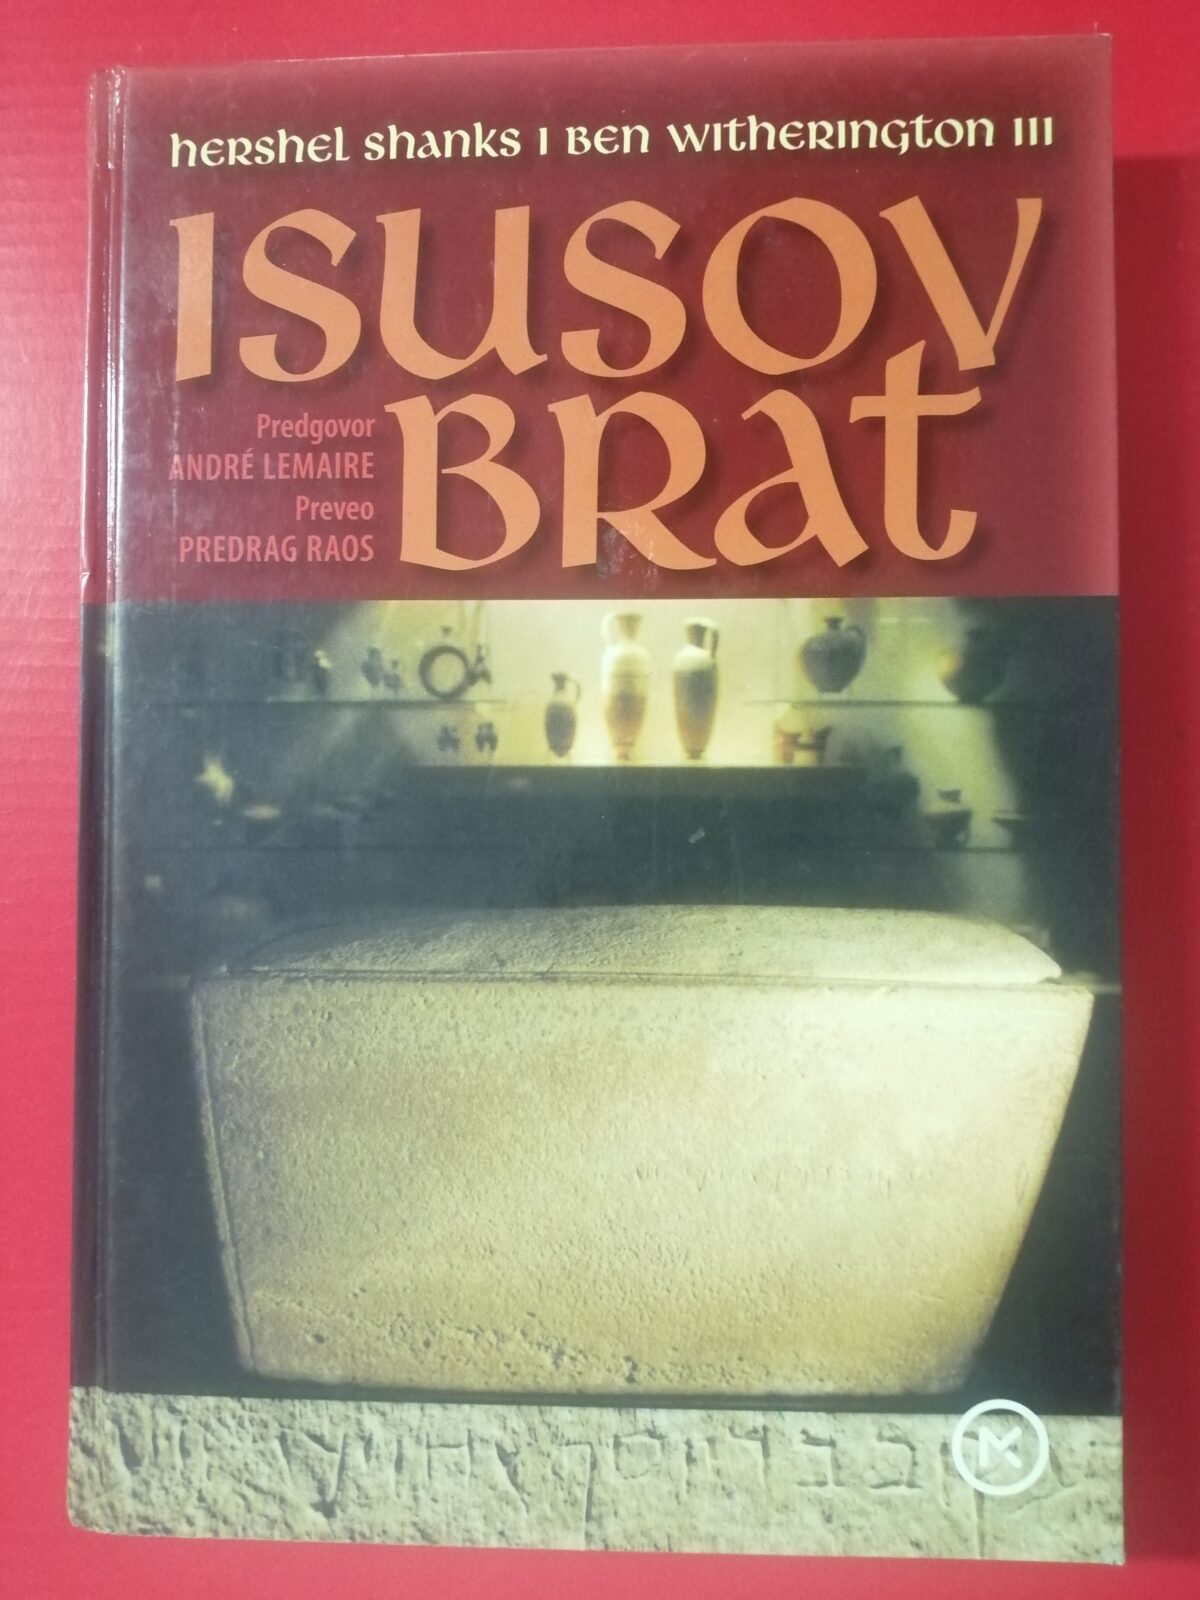 Hershel Shanks i Ben Witherington III
ISUSOV
BRAT
Predgovor
ANDRÉ LEMAIRE
Preveo
PREDRAG RAOS